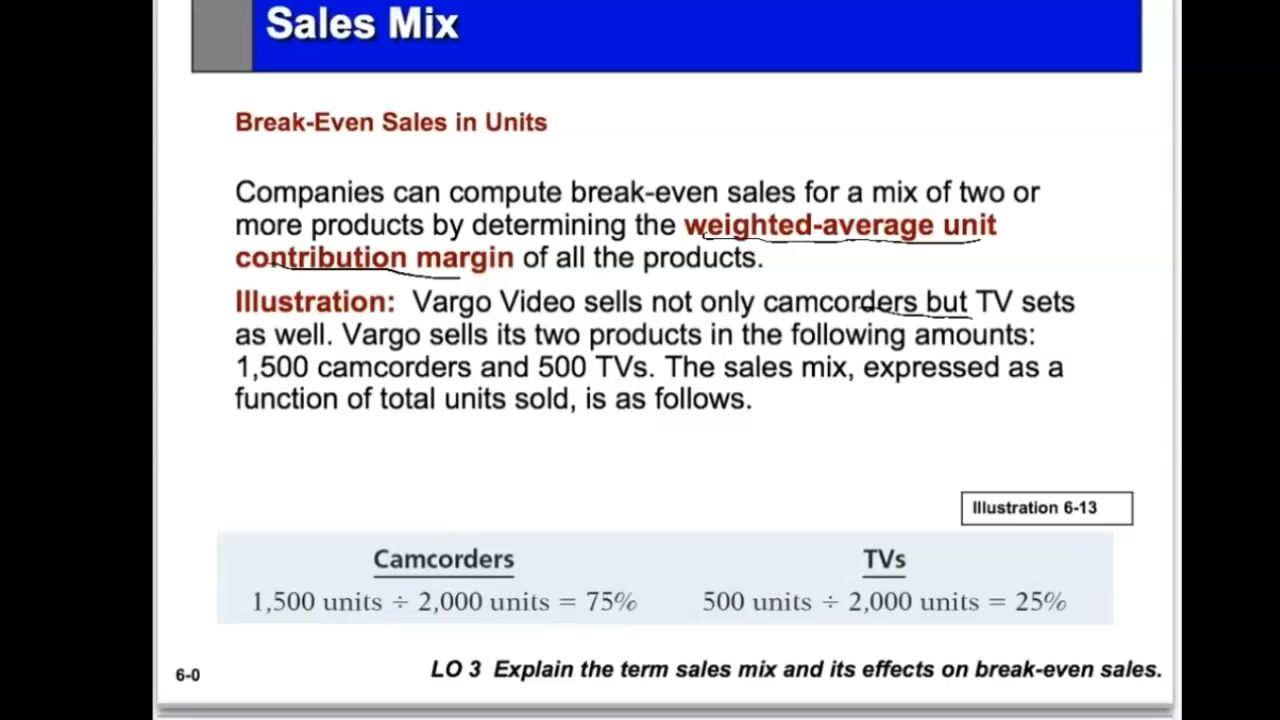 Sales Mix
Break-Even Sales in Units
Companies can compute break-even sales for a mix of two or
more products by determining the weighted-average unit
contribution margin of all the products.
Illustration: Vargo Video sells not only camcorders but TV sets
as well. Vargo sells its two products in the following amounts:
1,500 camcorders and 500 TVs. The sales mix, expressed as a
function of total units sold, is as follows.
Illustration 6-13
Camcorders TVs
1,500 units ÷ 2,000 units = 75% 500 units ÷ 2,000 units = 25%
6-0
LO 3 Explain the term sales mix and its effects on break-even sales.